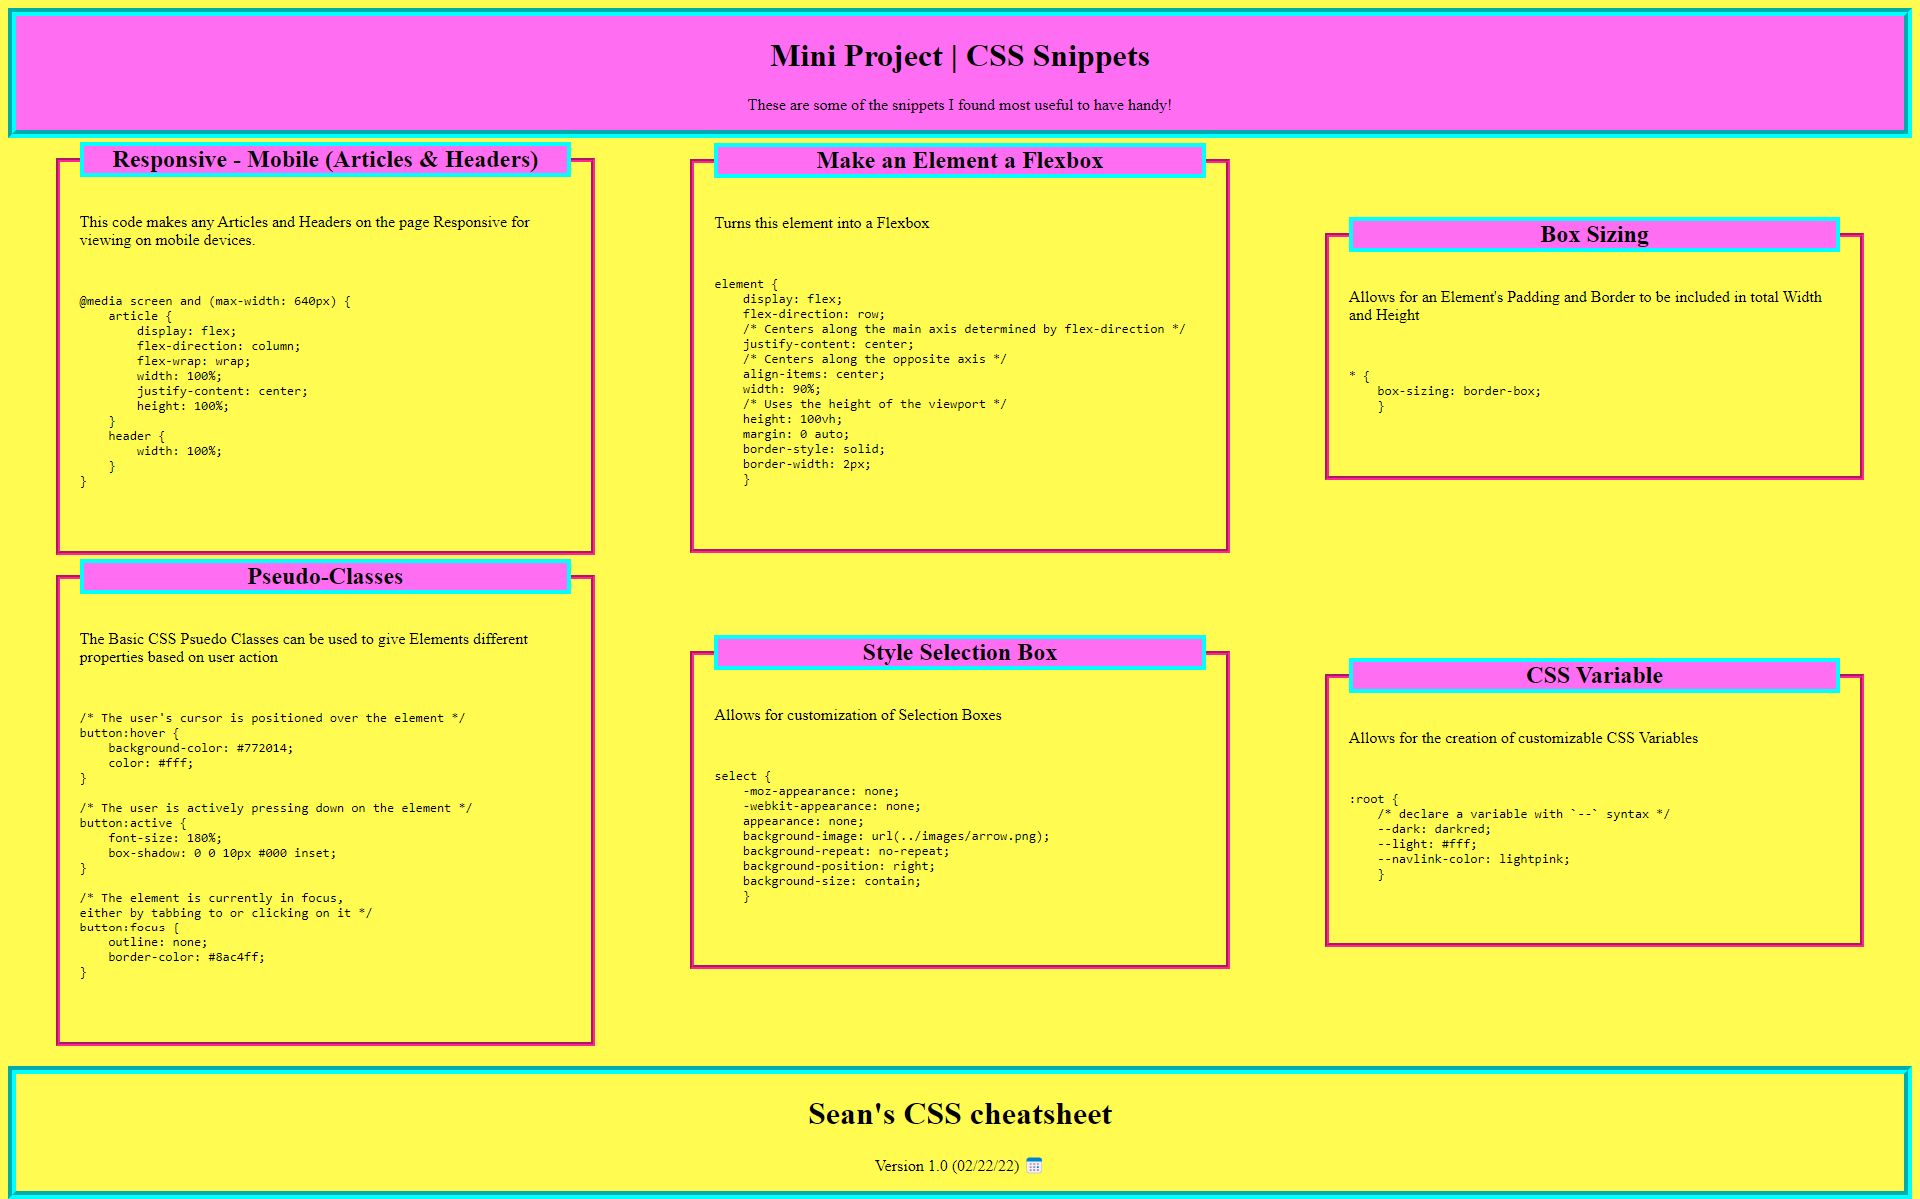 Mini Project | CSS Snippets
These are some of the snippets I found most useful to have handy!
Responsive - Mobile (Articles & Headers)
This code makes any Articles and Headers on the page Responsive for
viewing on mobile devices.
@media screen and (max-width: 640px) {
    article {
        display: flex;
        flex-direction: column;
        flex-wrap: wrap;
        width: 100%;
        justify-content: center;
        height: 100%;
    }
    header {
        width: 100%;
    }
}
Make an Element a Flexbox
Turns this element into a Flexbox
element {
    display: flex;
    flex-direction: row;
    /* Centers along the main axis determined by flex-direction */
    justify-content: center;
    /* Centers along the opposite axis */
    align-items: center;
    width: 90%;
    /* Uses the height of the viewport */
    height: 100vh;
    margin: 0 auto;
    border-style: solid;
    border-width: 2px;
    }
Box Sizing
Allows for an Element's Padding and Border to be included in total Width
and Height
* {
    box-sizing: border-box;
    }
Pseudo-Classes
The Basic CSS Psuedo Classes can be used to give Elements different
properties based on user action
/* The user's cursor is positioned over the element */
button:hover {
    background-color: #772014;
    color: #fff;
}
/* The user is actively pressing down on the element */
button:active {
    font-size: 180%;
    box-shadow: 0 0 10px #000 inset;
}
/* The element is currently in focus,
either by tabbing to or clicking on it */
button:focus {
    outline: none;
    border-color: #8ac4ff;
}
Style Selection Box
Allows for customization of Selection Boxes
select {
    -moz-appearance: none;
    -webkit-appearance: none;
    appearance: none;
    background-image: url(../images/arrow.png);
    background-repeat: no-repeat;
    background-position: right;
    background-size: contain;
    }
CSS Variable
Allows for the creation of customizable CSS Variables
:root {
    /* declare a variable with `--` syntax */
    --dark: darkred;
    --light: #fff;
    --navlink-color: lightpink;
    }
Sean's CSS cheatsheet
Version 1.0 (02/22/22)